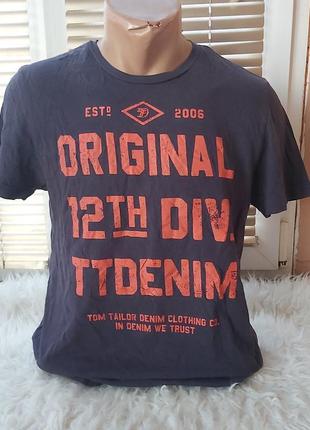 ESTD 2006
ORIGINAL
12TH DIV.
TTDENIM
TOM TAILOR DENIM CLOTHING CO.
IN DENIM WE TRUST